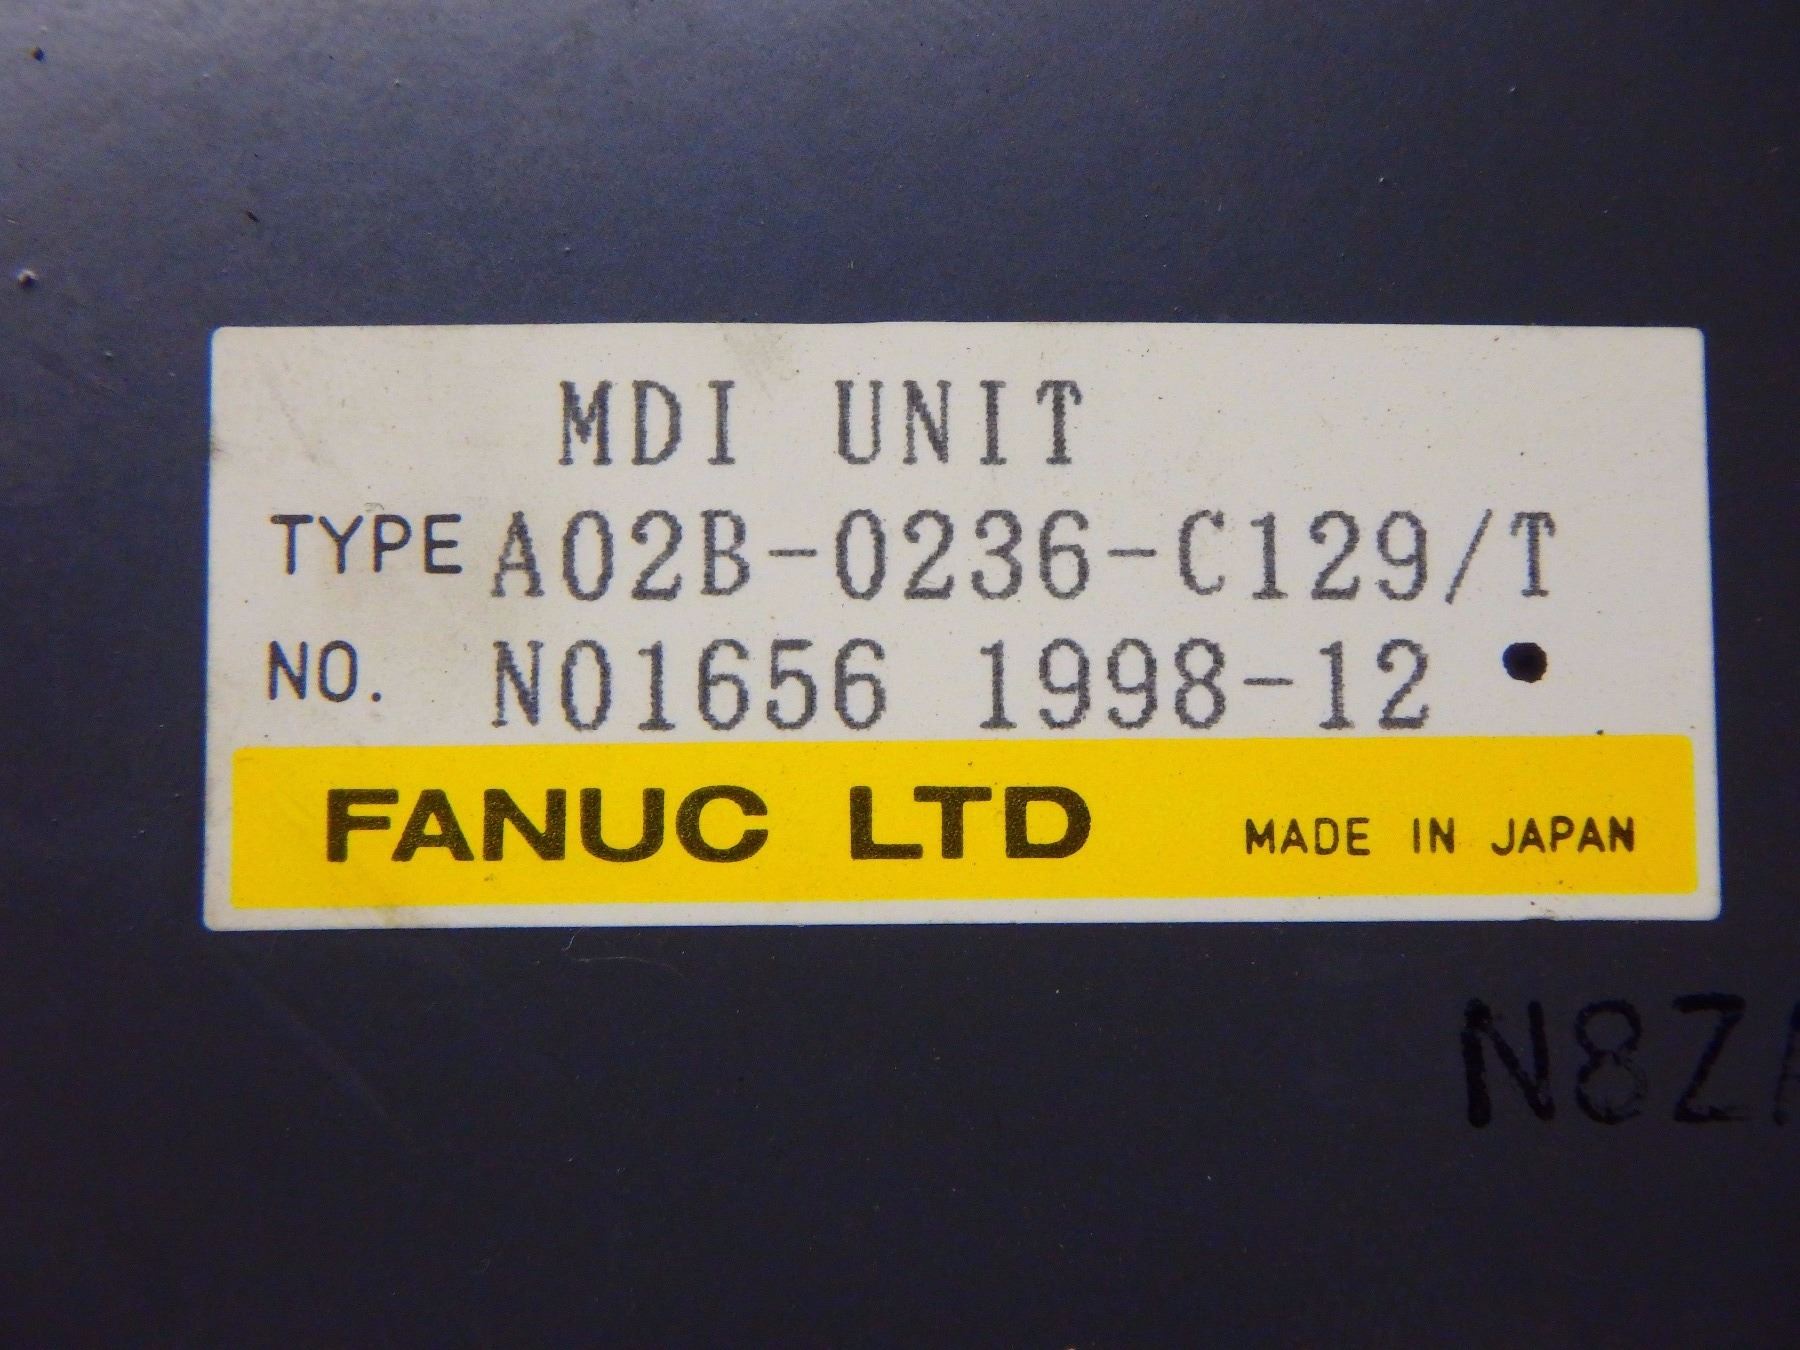 MDI UNIT
TYPE A02B-0236-C129/T
NO. N01656 1998-12
FANUC LTD MADE IN JAPAN